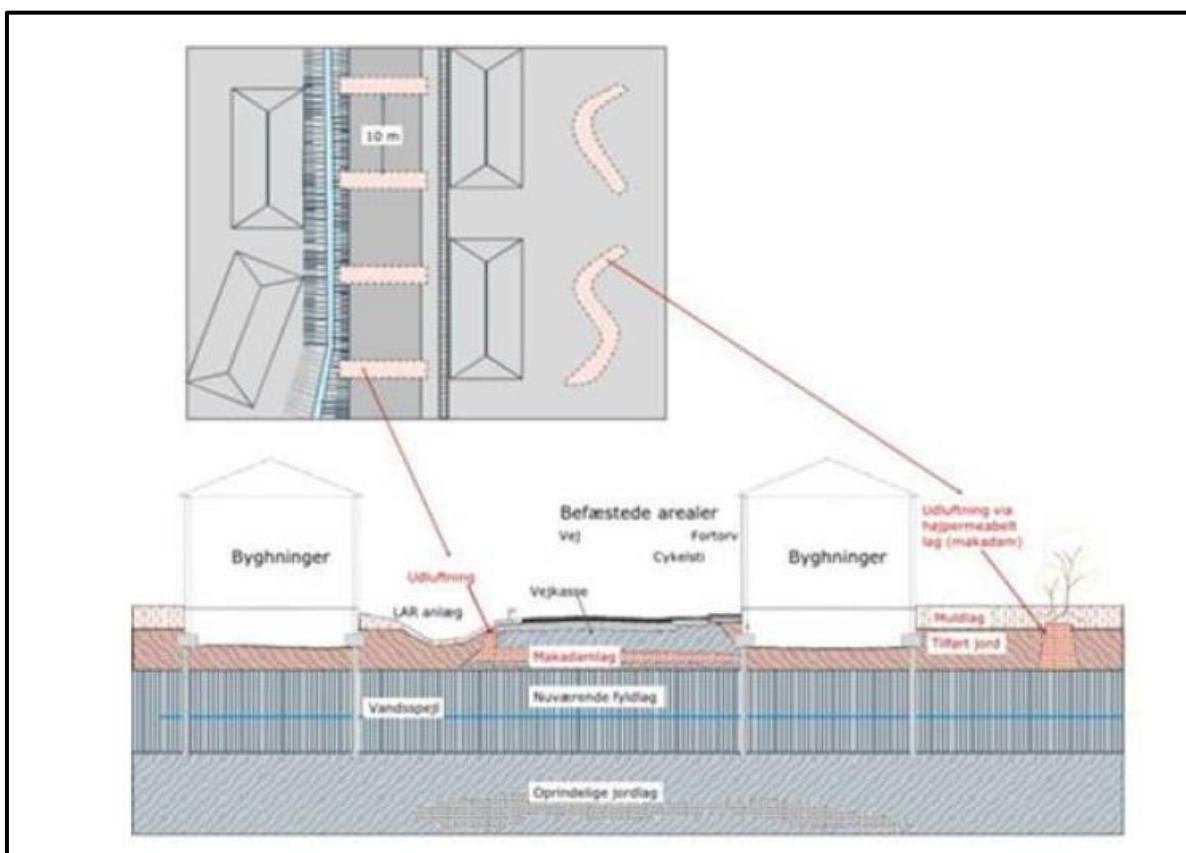 10 m
Befæstede arealer
Vej
Fortorv
Cykelsti
Udluftning via
højpermeabelt
lag (makadam)
Byghninger
Byghninger
Udluftning
Vejkasse
LAR anlæg
Muldlag
Tilført jord
Makadamlag
Nuværende fyldlag
Vandsspejl
Oprindelige jordlag